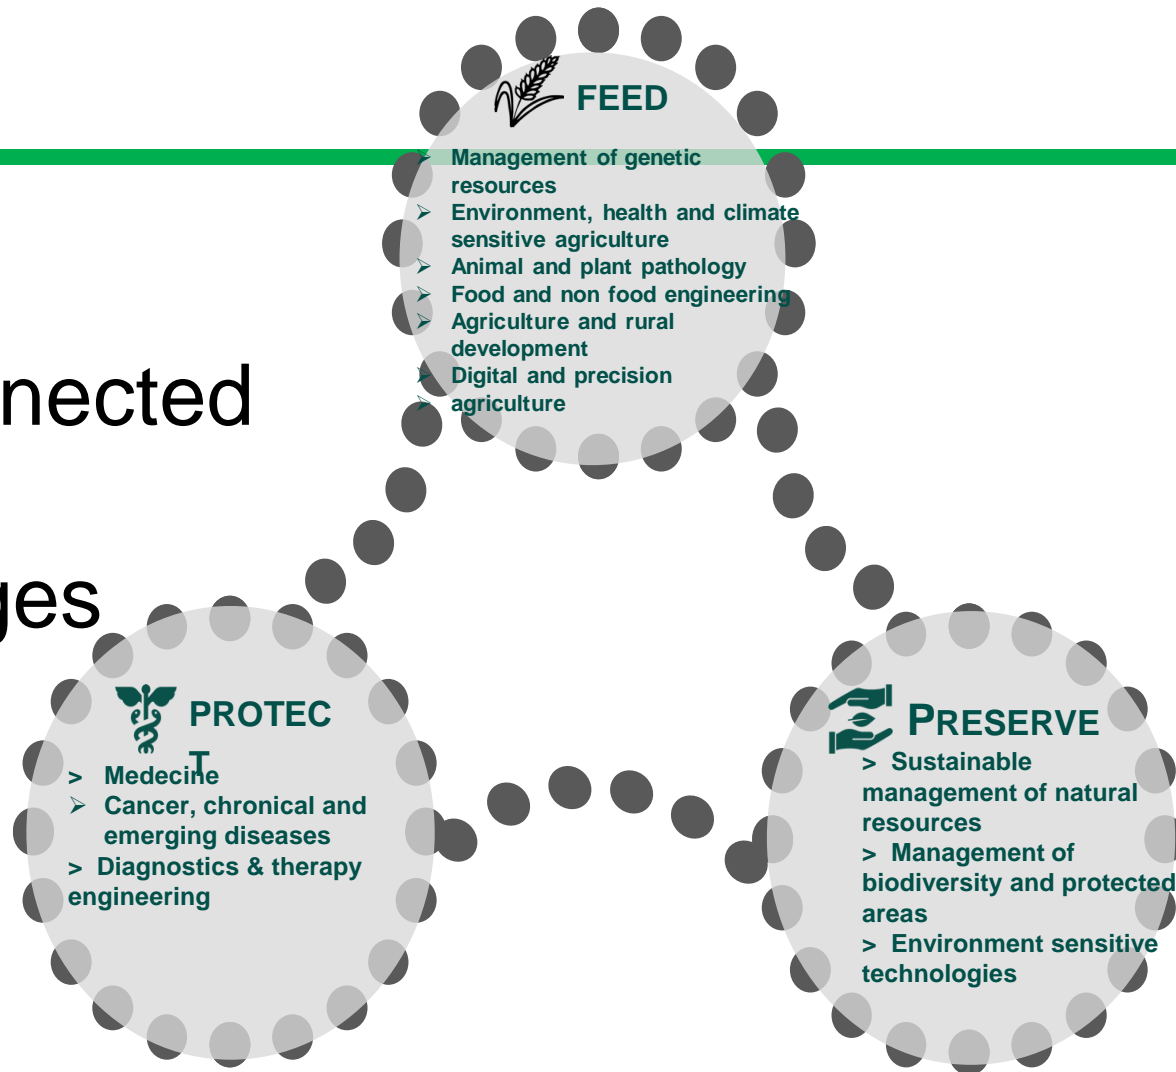 FEED
➢ Management of genetic
resources
➢ Environment, health and climate
sensitive agriculture
➢ Animal and plant pathology
➢ Food and non food engineering
➢ Agriculture and rural
development
➢ Digital and precision
➢ agriculture
nected
ges
PROTEC
T
> Medecine
➢ Cancer, chronical and
emerging diseases
> Diagnostics & therapy
engineering
PRESERVE
> Sustainable
management of natural
resources
> Management of
biodiversity and protected
areas
> Environment sensitive
technologies